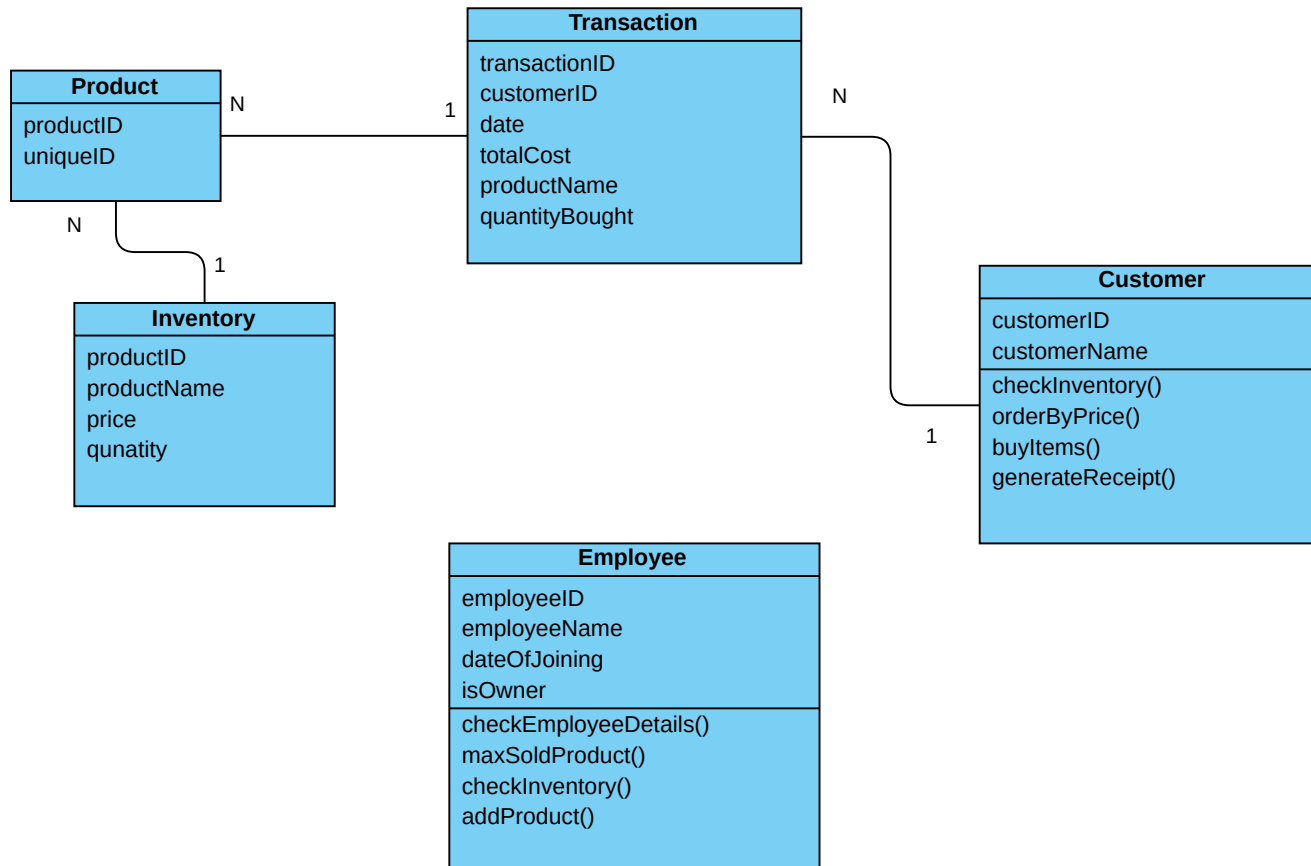 Transaction
transactionID
customerID
date
totalCost
productName
quantityBought
Product
productID
uniqueID
N
1
N
N
1
Inventory
productID
productName
price
qunatity
Customer
customerID
customerName
checkInventory()
orderByPrice()
buyItems()
generateReceipt()
1
Employee
employeeID
employeeName
dateOfJoining
isOwner
checkEmployeeDetails()
maxSoldProduct()
checkInventory()
addProduct()